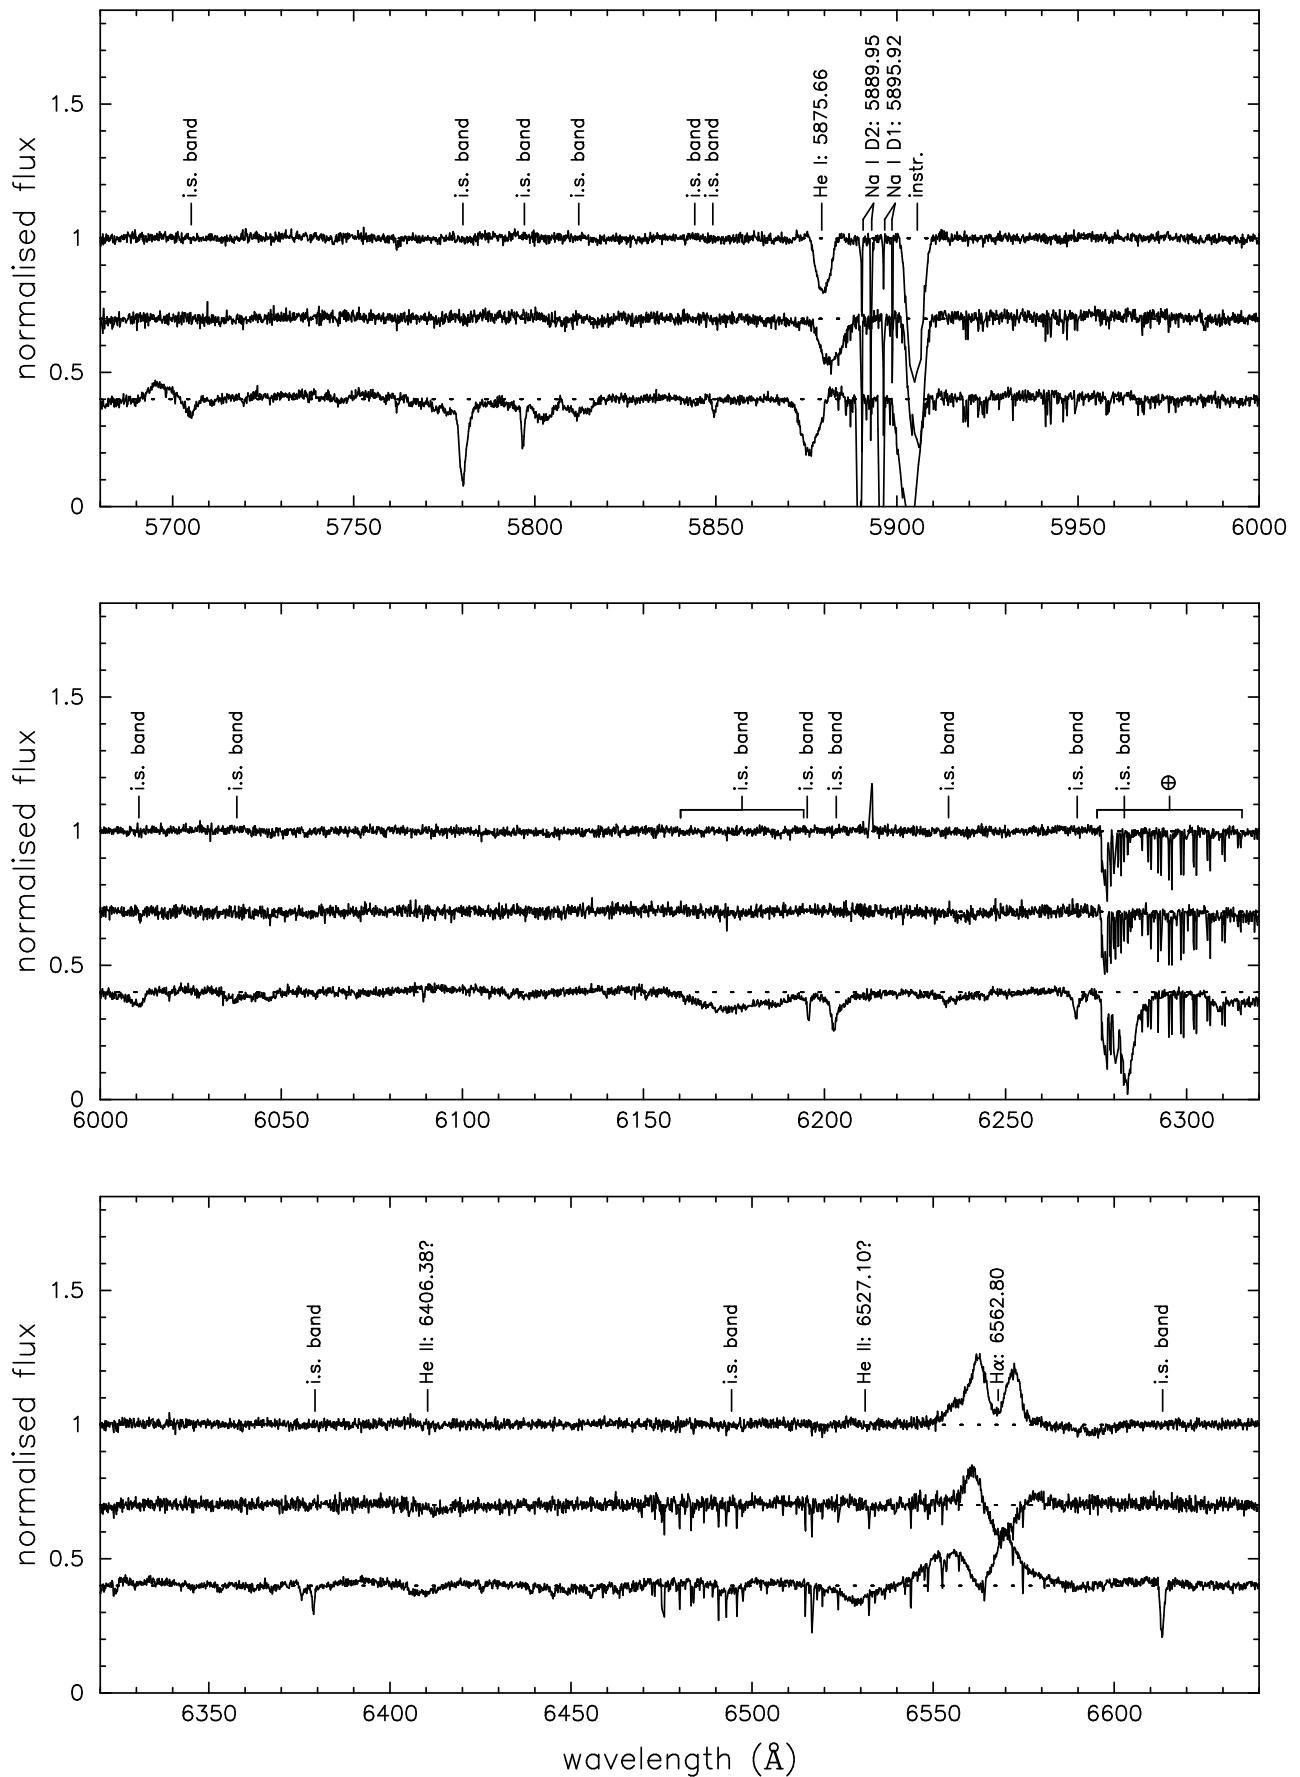 i.s. band
i.s. band
i.s. band
i.s. band
i.s. band
i.s. band
He I: 5875.66
Na I D2: 5889.95
Na I D1: 5895.92
instr.
normalised flux
1.5
1
0.5
0
5700
5750
5800
5850
5900
5950
6000
i.s. band
i.s. band
i.s. band
i.s. band
i.s. band
i.s. band
i.s. band
i.s. band
⊕
normalised flux
1.5
1
0.5
0
6000
6050
6100
6150
6200
6250
6300
i.s. band
He II: 6406.38?
i.s. band
He II: 6527.10?
Hα: 6562.80
i.s. band
normalised flux
1.5
1
0.5
0
6350
6400
6450
6500
6550
6600
wavelength (Å)